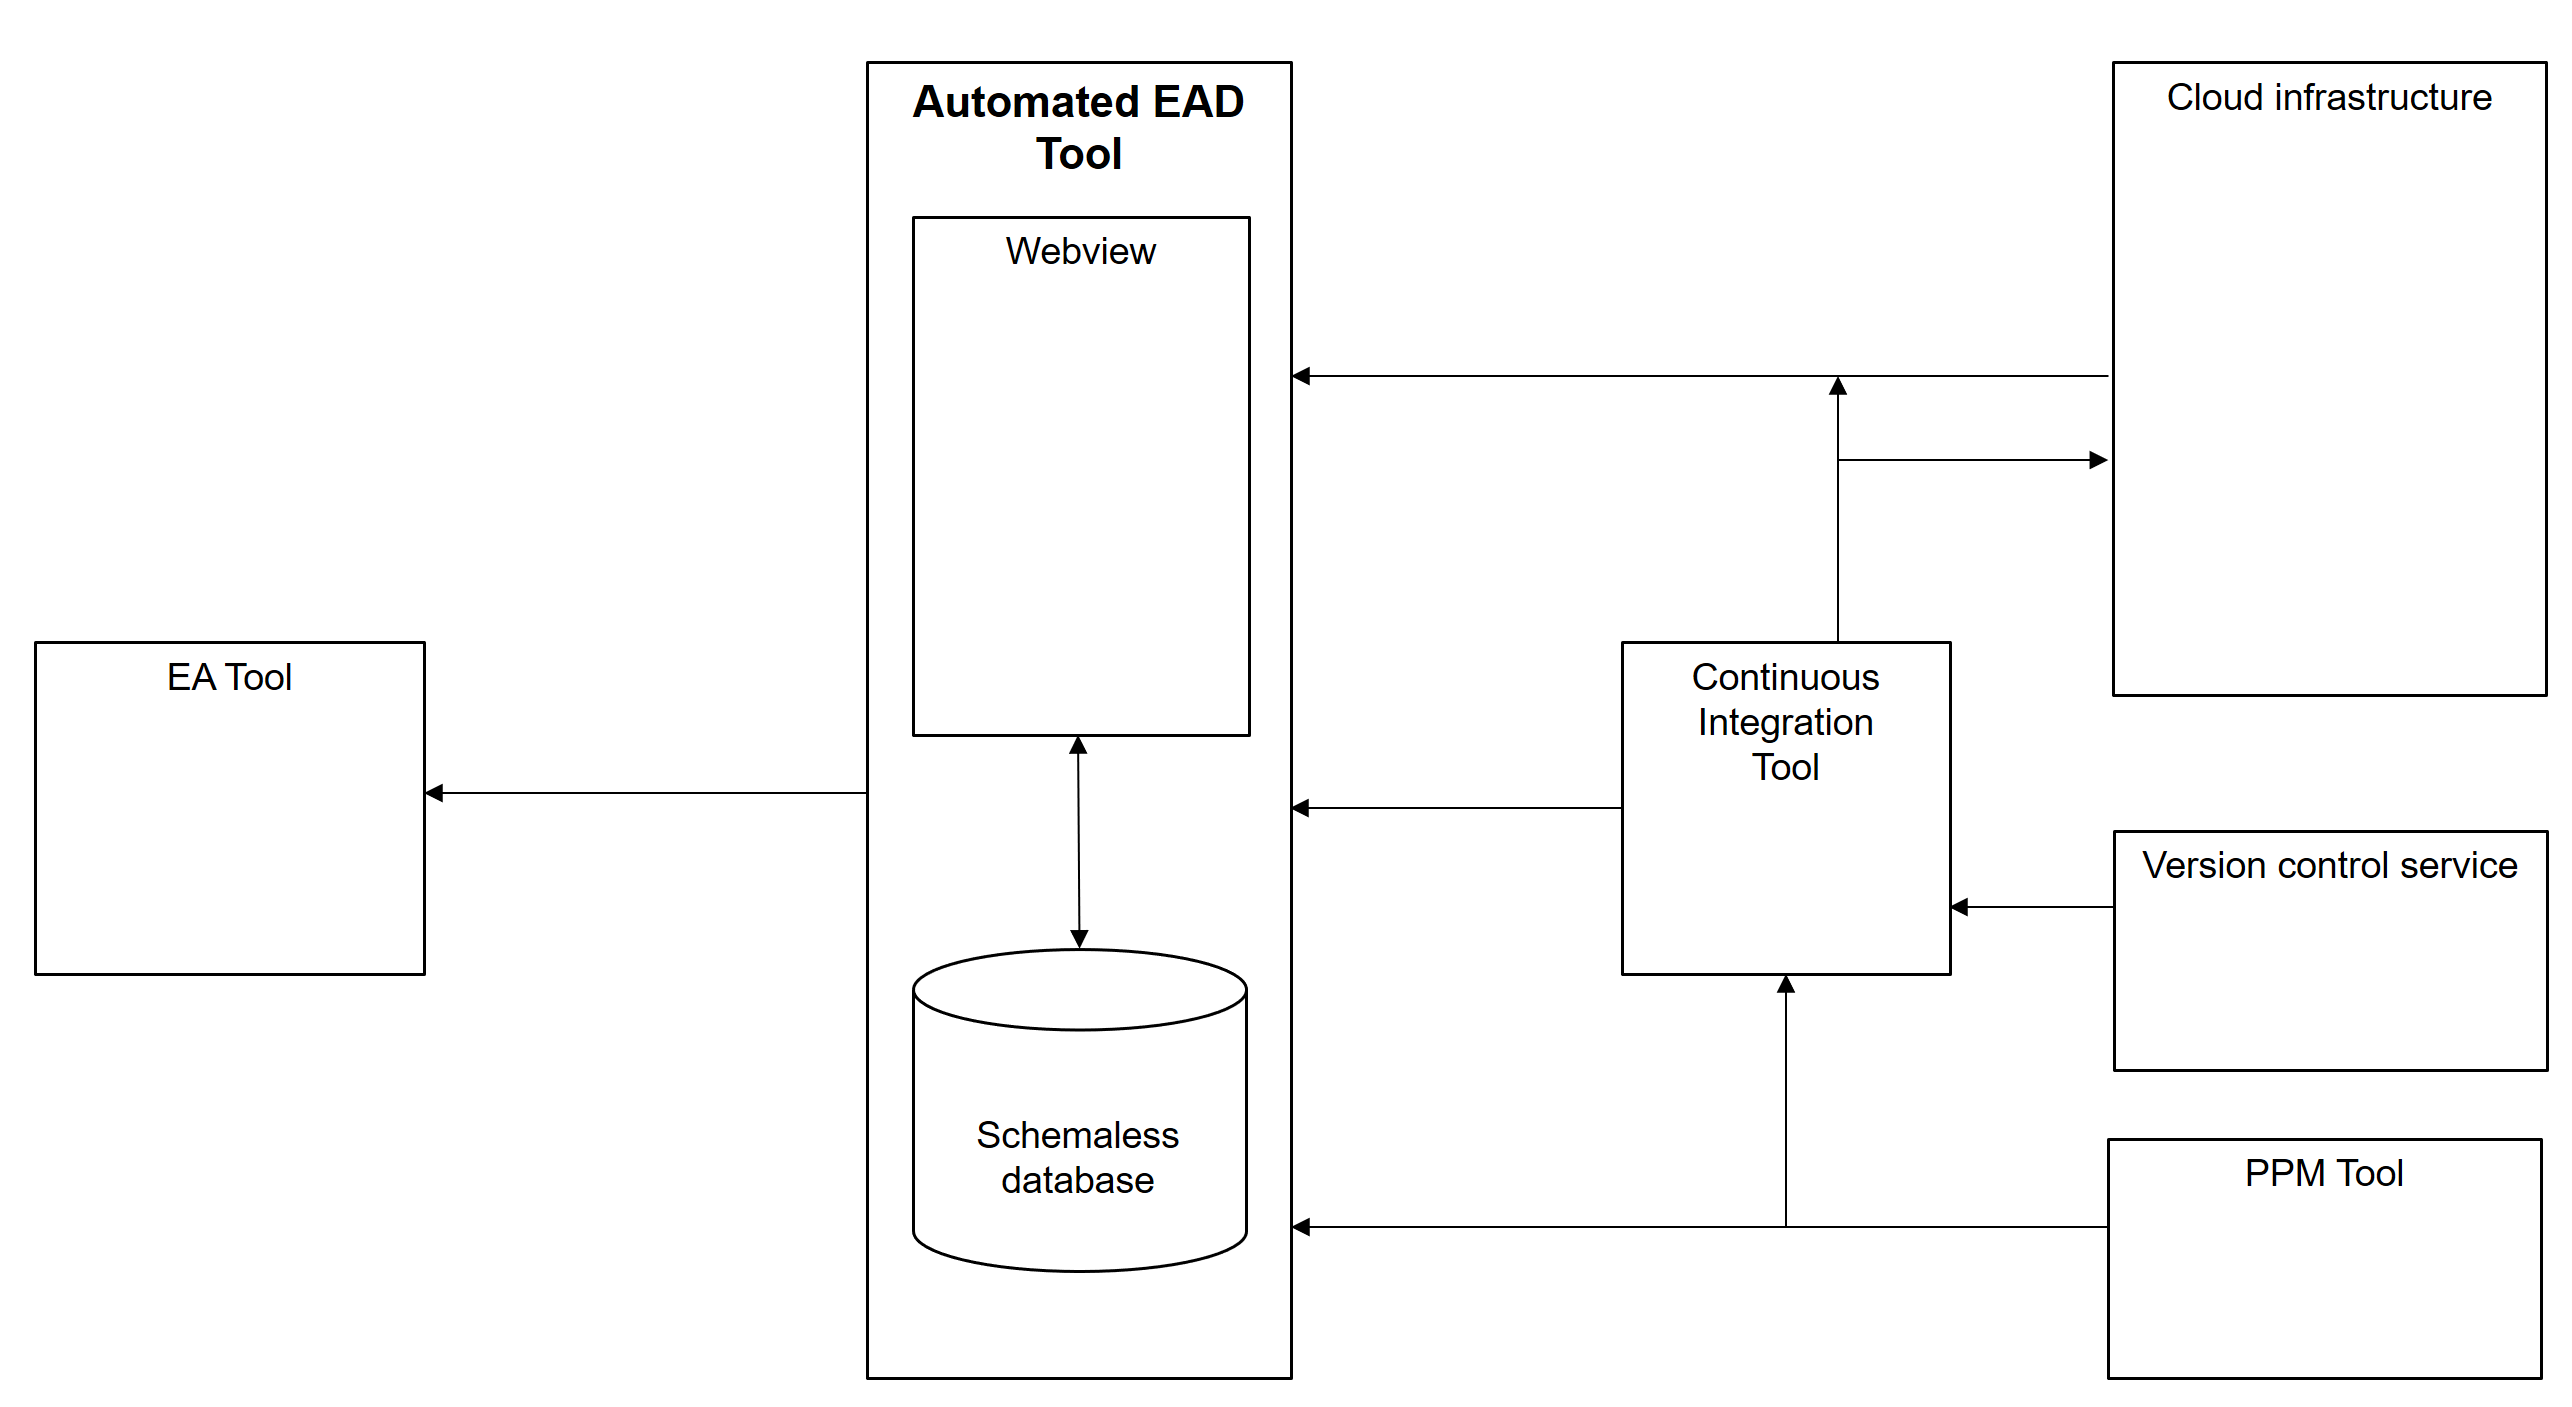 Automated EAD
Tool
Webview
Schemaless
database
EA Tool
Continuous
Integration
Tool
Cloud infrastructure
Version control service
PPM Tool